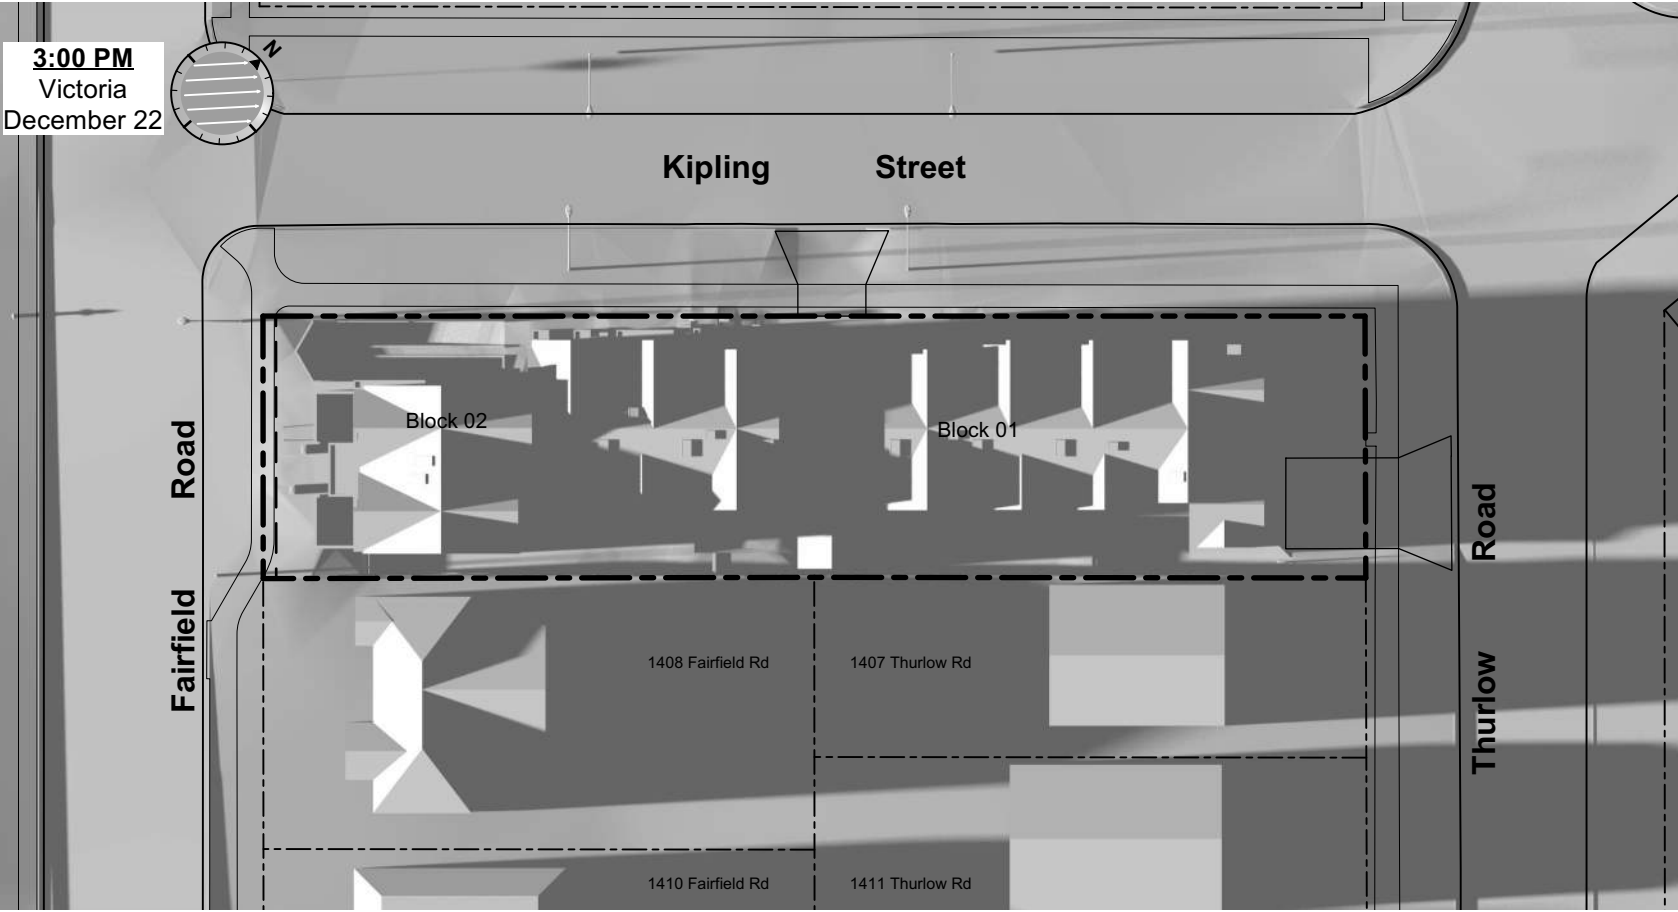 3:00 PM
Victoria
December 22
N
Kipling Street
Block 02
Block 01
Road
Fairfield
Road
Thurlow
1408 Fairfield Rd
1407 Thurlow Rd
1410 Fairfield Rd
1411 Thurlow Rd